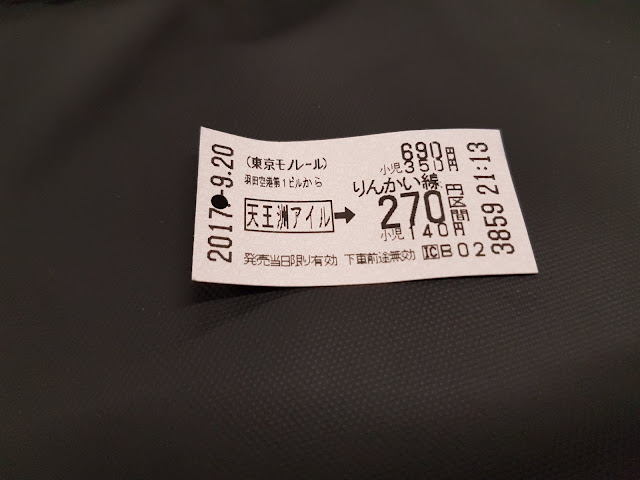 2017.-9.20
(東京モノレール)
羽田空港第1ビルから
天王洲アイル→
690円
小児350円
りんかい線
270円区間
小児140円
発売当日限り有効 下車前途無効 ICB02
3859 21:13